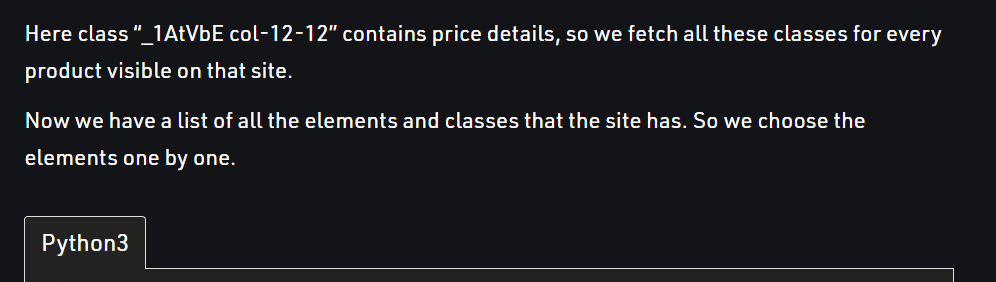 Here class “_1AtVbE col-12-12” contains price details, so we fetch all these classes for every
product visible on that site.
Now we have a list of all the elements and classes that the site has. So we choose the
elements one by one.
Python3